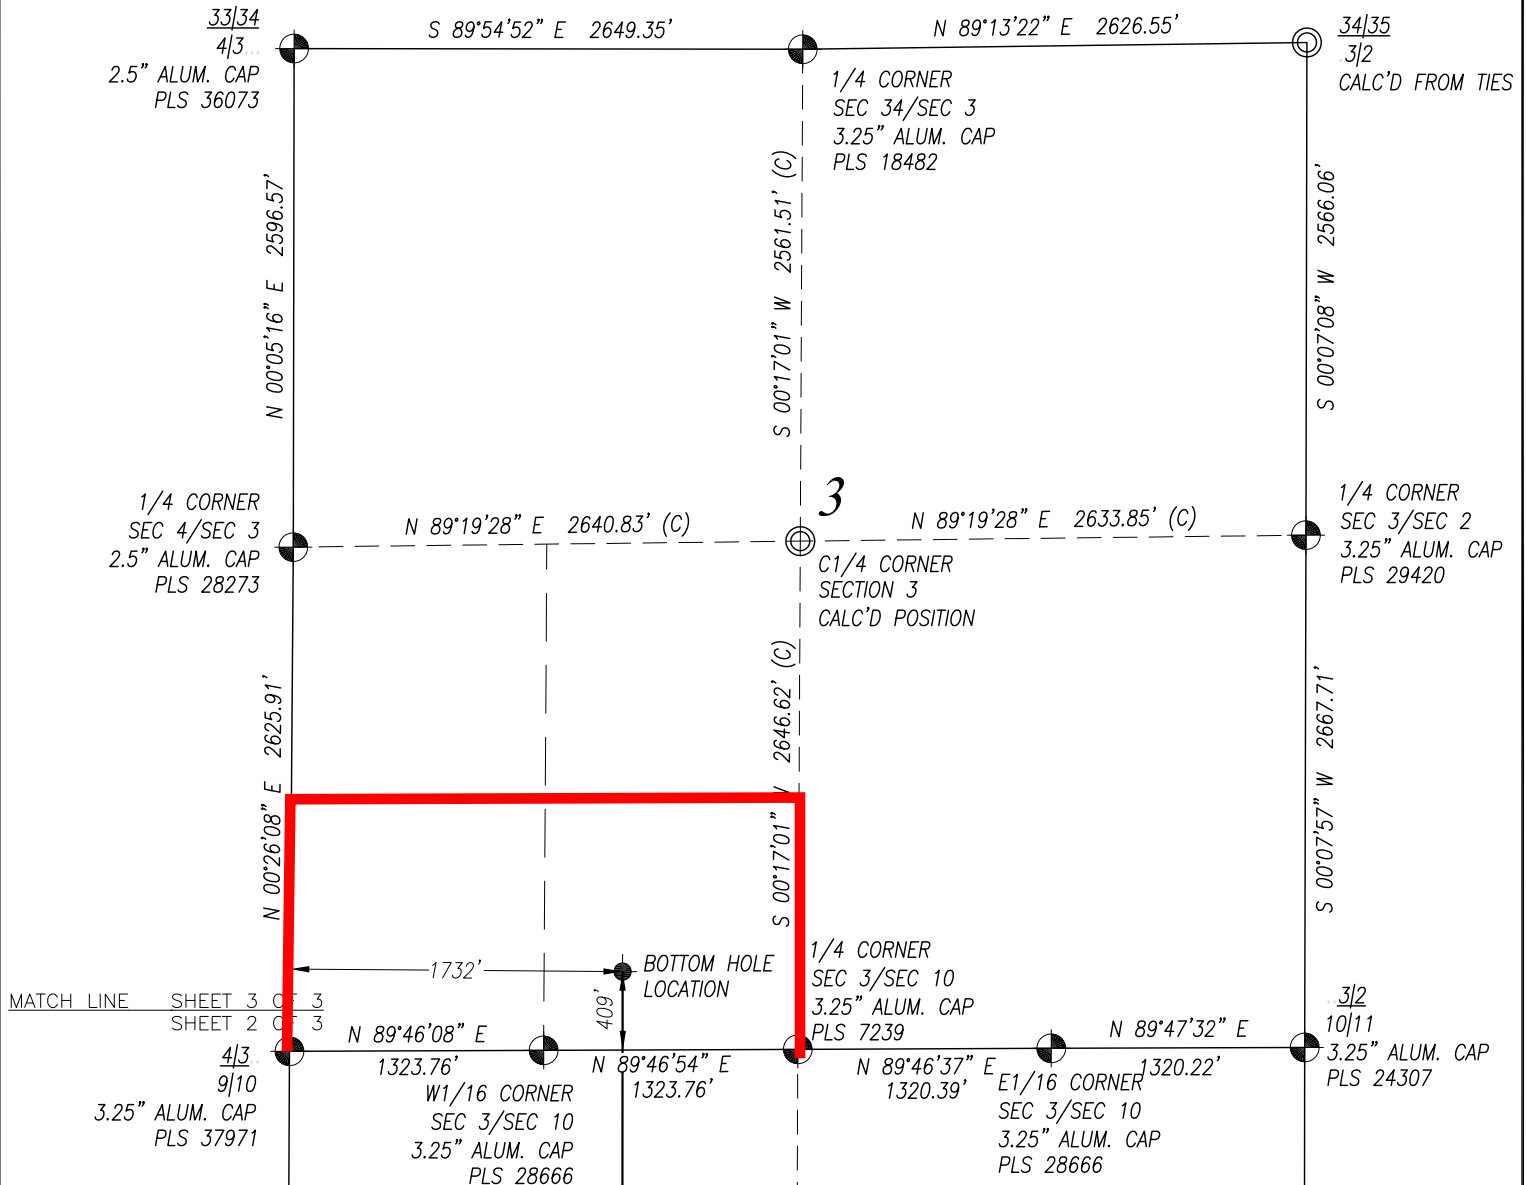 33|34
4|3
2.5" ALUM. CAP
PLS 36073
S 89°54'52" E 2649.35'
N 89°13'22" E 2626.55'
34/35
3|2
CALC'D FROM TIES
1/4 CORNER
SEC 34/SEC 3
3.25" ALUM. CAP
PLS 18482
N 00°05'16" E 2596.57'
S 00°17'01" W 2561.51' (C)
S 00°07'08" W 2566.06'
1/4 CORNER
SEC 4/SEC 3
2.5" ALUM. CAP
PLS 28273
N 89°19'28" E 2640.83' (C)
3
N 89°19'28" E 2633.85' (C)
1/4 CORNER
SEC 3/SEC 2
3.25" ALUM. CAP
PLS 29420
C1/4 CORNER
SECTION 3
CALC'D POSITION
N 00°26'08" E 2625.91'
S 00°17'01" W 2646.62' (C)
S 00°07'57" W 2667.71'
1732'
409'
BOTTOM HOLE
LOCATION
1/4 CORNER
SEC 3/SEC 10
3.25" ALUM. CAP
PLS 7239
MATCH LINE SHEET 3 OF 3
SHEET 2 OF 3
4/3
9/10
3.25" ALUM. CAP
PLS 37971
N 89°46'08" E
1323.76'
W1/16 CORNER
SEC 3/SEC 10
3.25" ALUM. CAP
PLS 28666
N 89°46'54" E
1323.76'
N 89°46'37" E
1320.39'
E1/16 CORNER
SEC 3/SEC 10
3.25" ALUM. CAP
PLS 28666
N 89°47'32" E
1320.22'
3/2
10|11
3.25" ALUM. CAP
PLS 24307